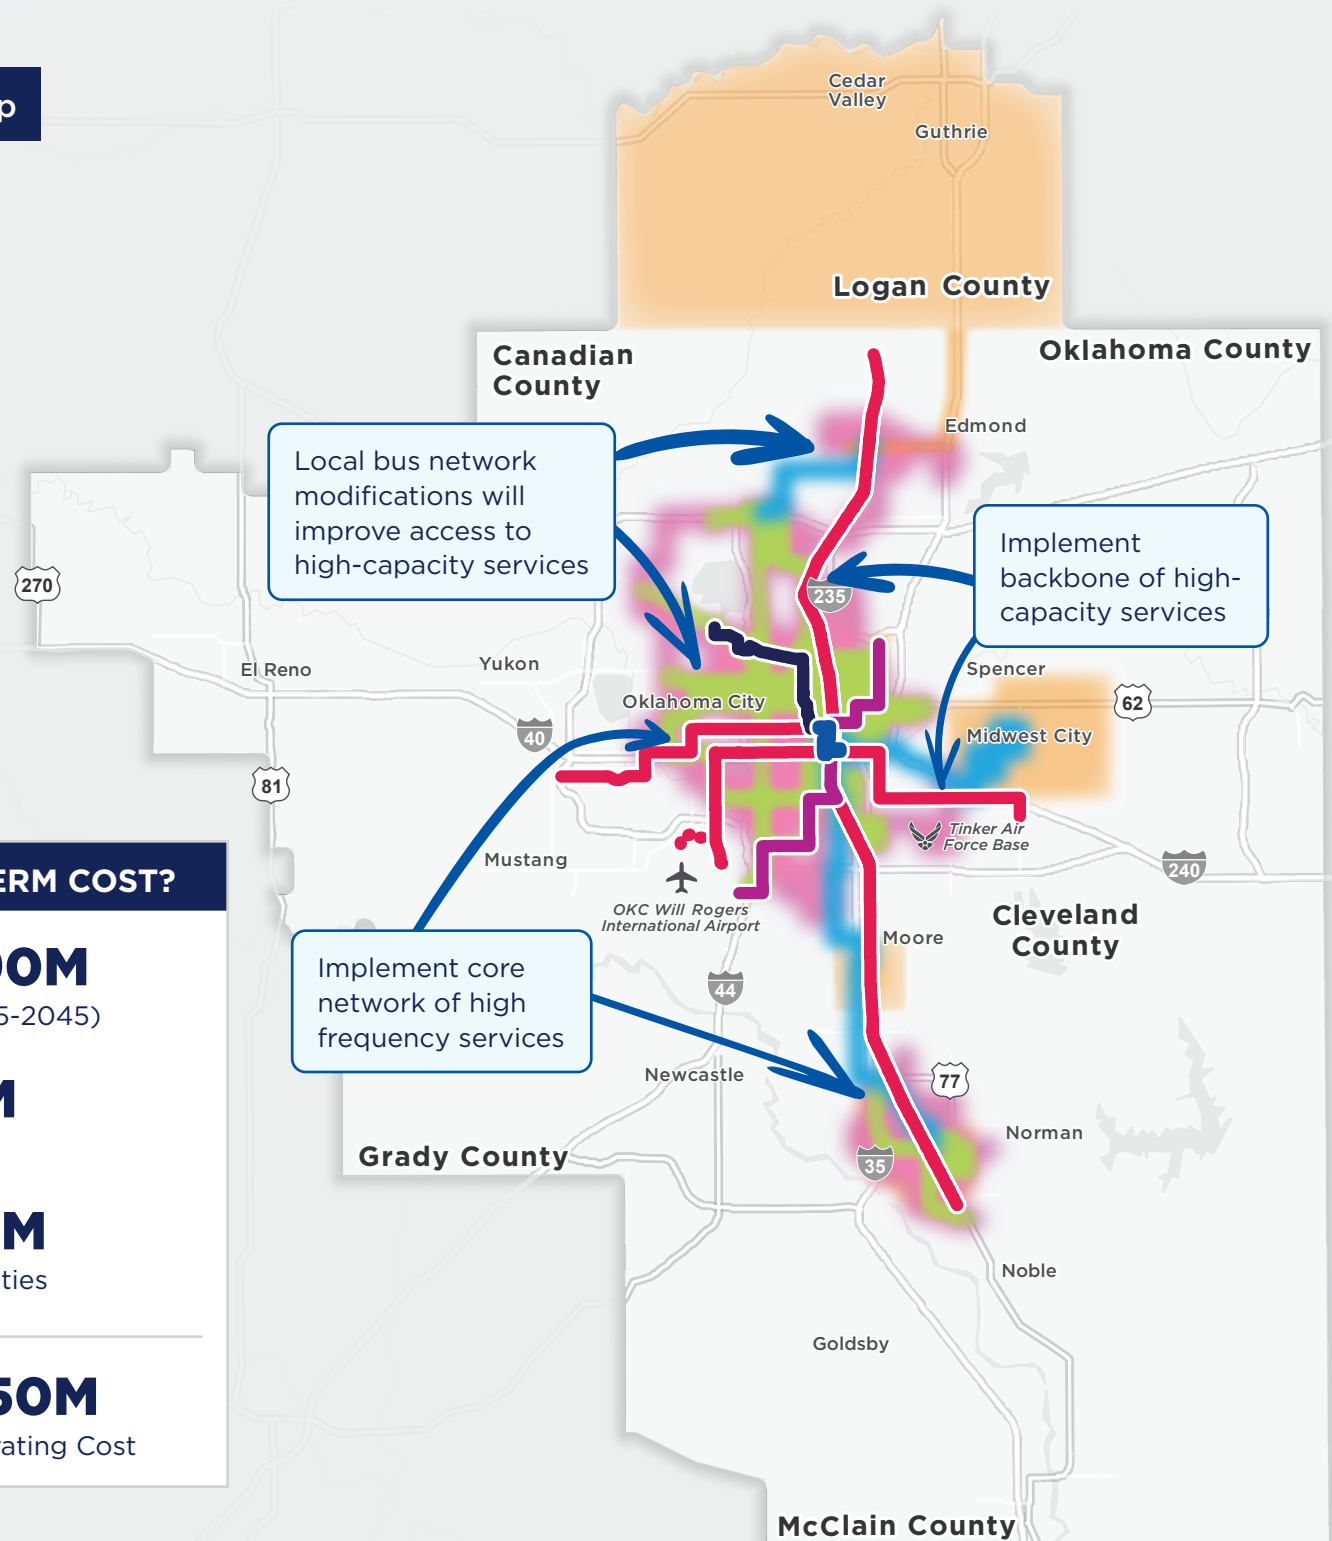 Cedar
Valley
Guthrie
Logan County
Canadian
County
Oklahoma County
Edmond
Local bus network
modifications will
improve access to
high-capacity services
Implement
backbone of high-
capacity services
270
235
El Reno
Yukon
Spencer
Oklahoma City
62
40
Midwest City
81
Tinker Air
Force Base
Mustang
240
OKC Will Rogers
International Airport
Cleveland
County
Moore
ERM COST?
0M
5-2045)
M
M
ties
50M
ating Cost
Implement core
network of high
frequency services
44
Newcastle
77
Norman
Grady County
35
Noble
Goldsby
McClain County